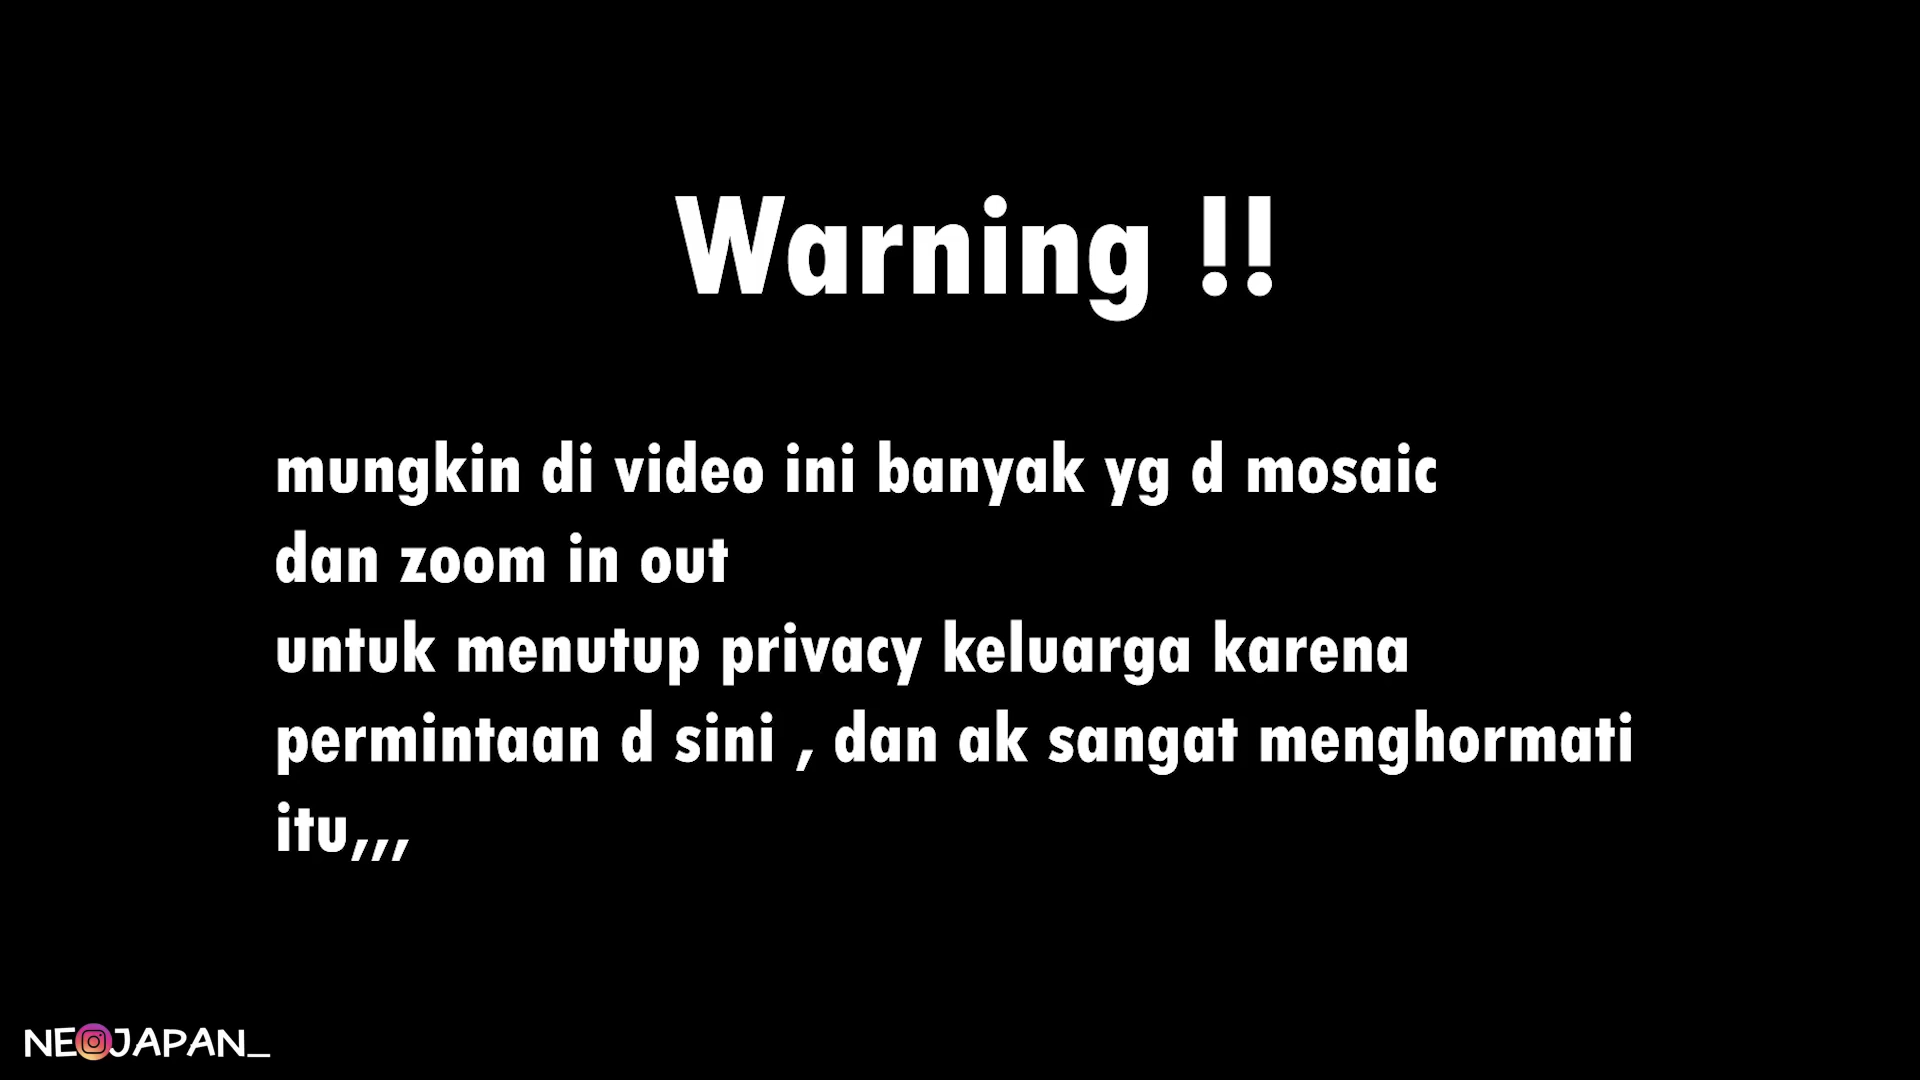 Warning !!
mungkin di video ini banyak yg d mosaic
dan zoom in out
untuk menutup privacy keluarga karena
permintaan d sini , dan ak sangat menghormati
itu,,,
NEOJAPAN_